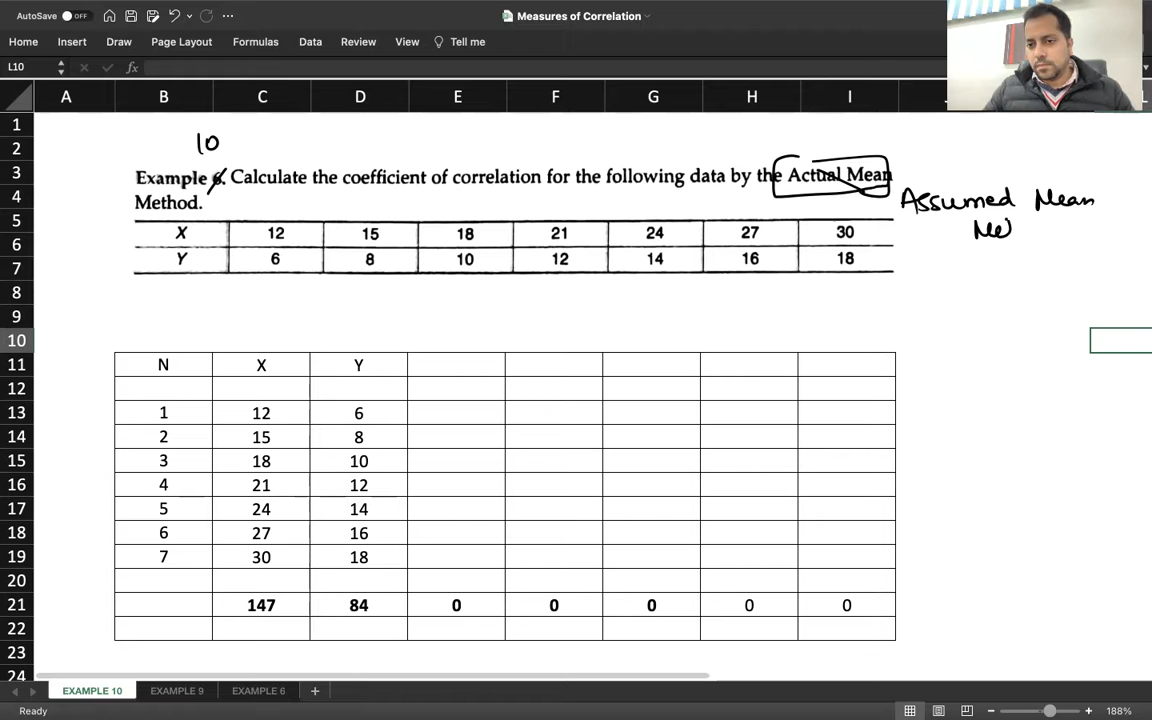 AutoSave OFF Measures of Correlation
Home Insert Draw Page Layout Formulas Data Review View Tell me
L10 fx
A B C D E F G H I
1
2
3
4
5
6
7
8
9
10
11
12
13
14
15
16
17
18
19
20
21
22
23
24
10
Example 6. Calculate the coefficient of correlation for the following data by the Actual Mean
Method.
Assumed Mean
Me
X 12 15 18 21 24 27 30
Y 6 8 10 12 14 16 18
N X Y
1 12 6
2 15 8
3 18 10
4 21 12
5 24 14
6 27 16
7 30 18
147 84 0 0 0 0 0
EXAMPLE 10 EXAMPLE 9 EXAMPLE 6 +
Ready 188%